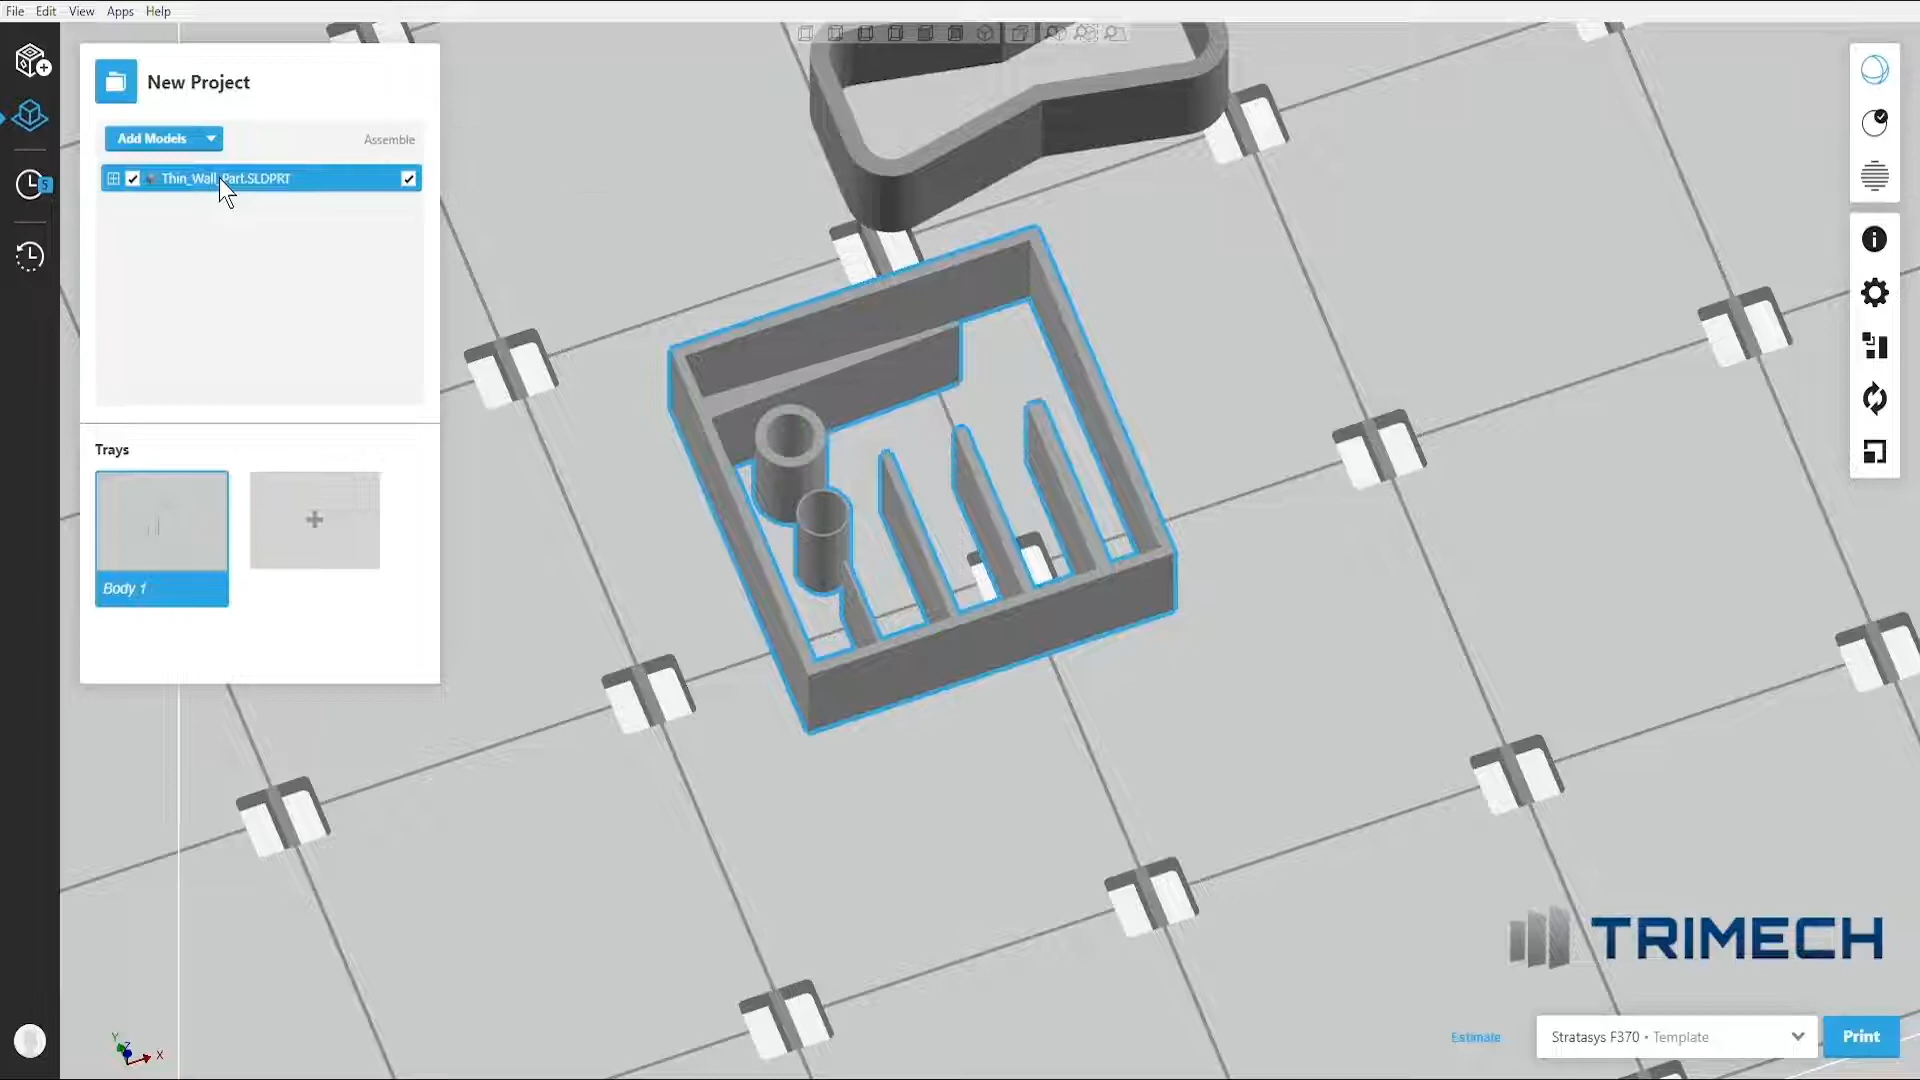 File Edit View Apps Help
New Project
Add Models
Assemble
Thin_Wall_Part.SLDPRT
5
Trays
Body 1
Y
Z
X
TRIMECH
Estimate
Stratasys F370 • Template
Print